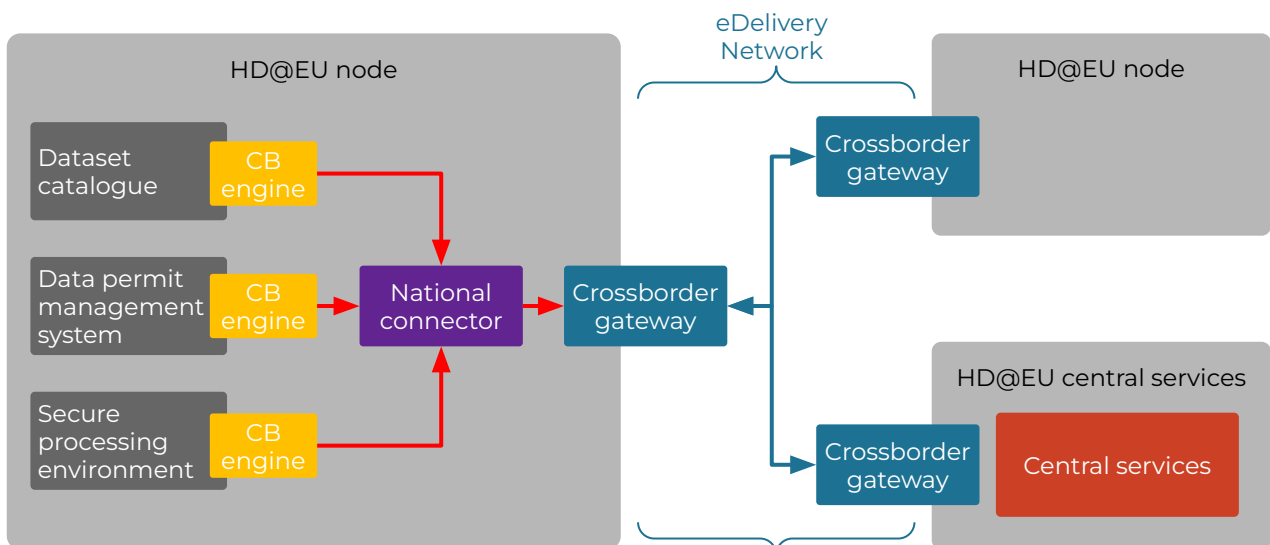 eDelivery
Network
HD@EU node
HD@EU node
Dataset
catalogue
CB
engine
Crossborder
gateway
Data permit
management
system
CB
engine
National
connector
Crossborder
gateway
HD@EU central services
Secure
processing
environment
CB
engine
Crossborder
gateway
Central services